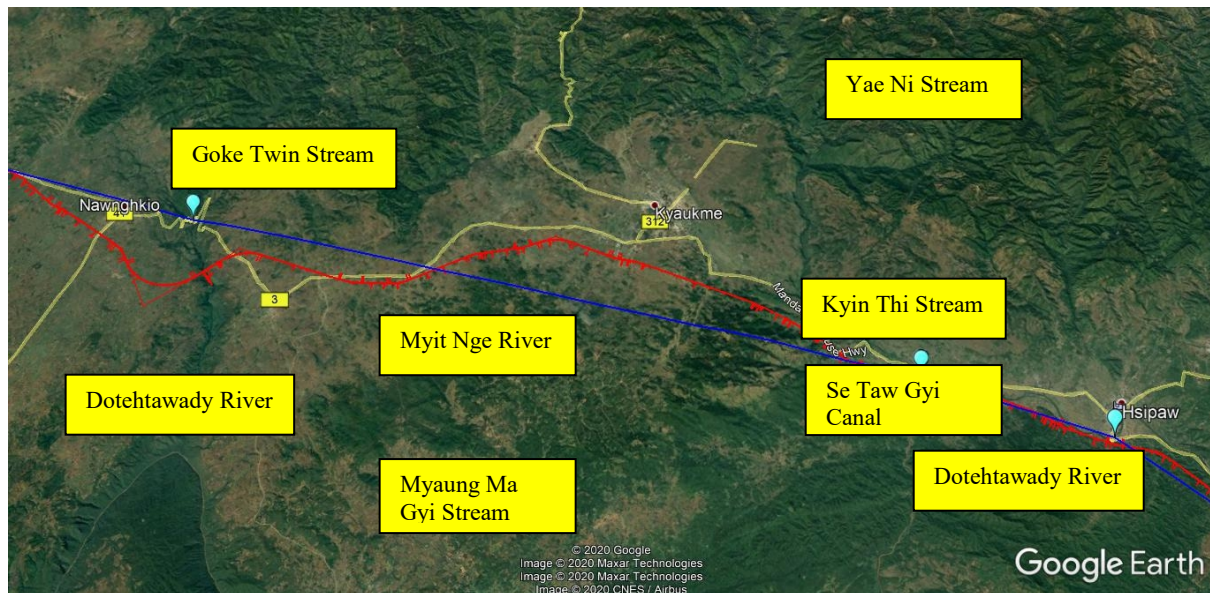 Yae Ni Stream
Goke Twin Stream
Nawnghkio
Kyaukme
312
3
Kyin Thi Stream
Myit Nge River
Se Taw Gyi
Canal
Dotehtawady River
Hsipaw
Myaung Ma
Gyi Stream
Dotehtawady River
© 2020 Google
Image © 2020 Maxar Technologies
Image © 2020 Maxar Technologies
Image © 2020 CNES / Airbus
Google Earth